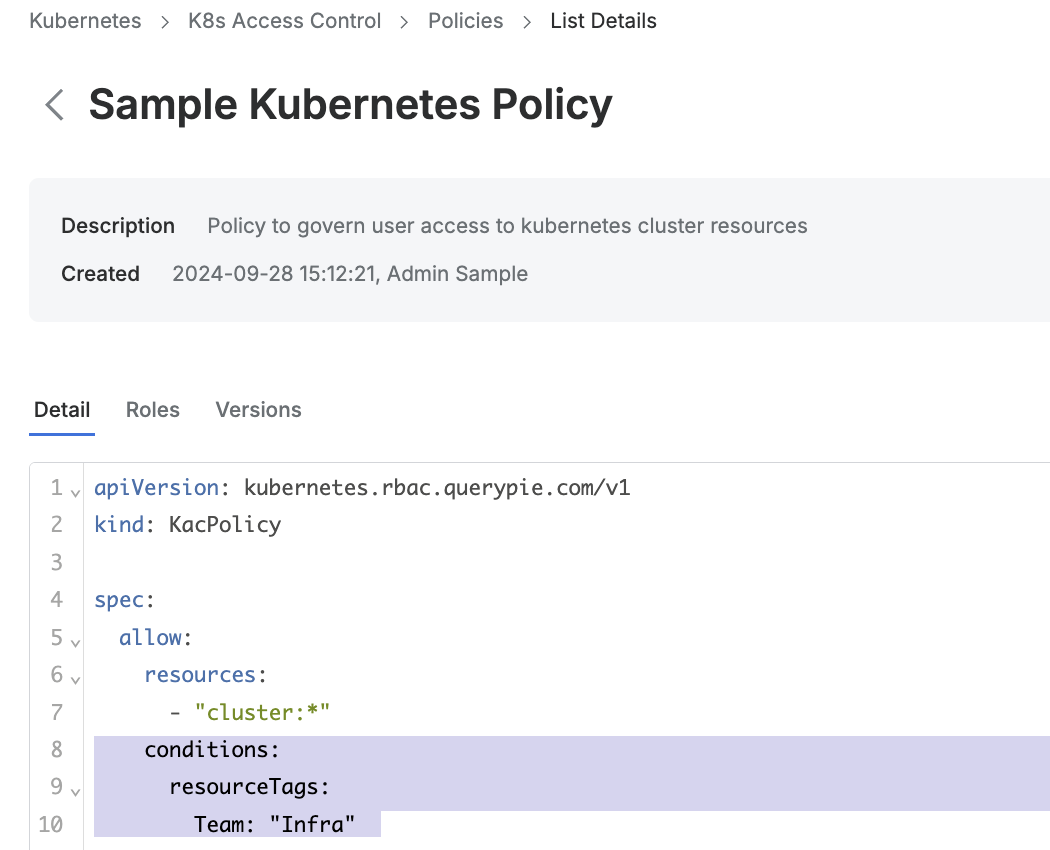 Kubernetes > K8s Access Control > Policies > List Details
Sample Kubernetes Policy
Description Policy to govern user access to kubernetes cluster resources
Created 2024-09-28 15:12:21, Admin Sample
Detail Roles Versions
1 apiVersion: kubernetes.rbac.querypie.com/v1
2 kind: KacPolicy
3
4 spec:
5   allow:
6     resources:
7       - "cluster:*"
8     conditions:
9       resourceTags:
10         Team: "Infra"